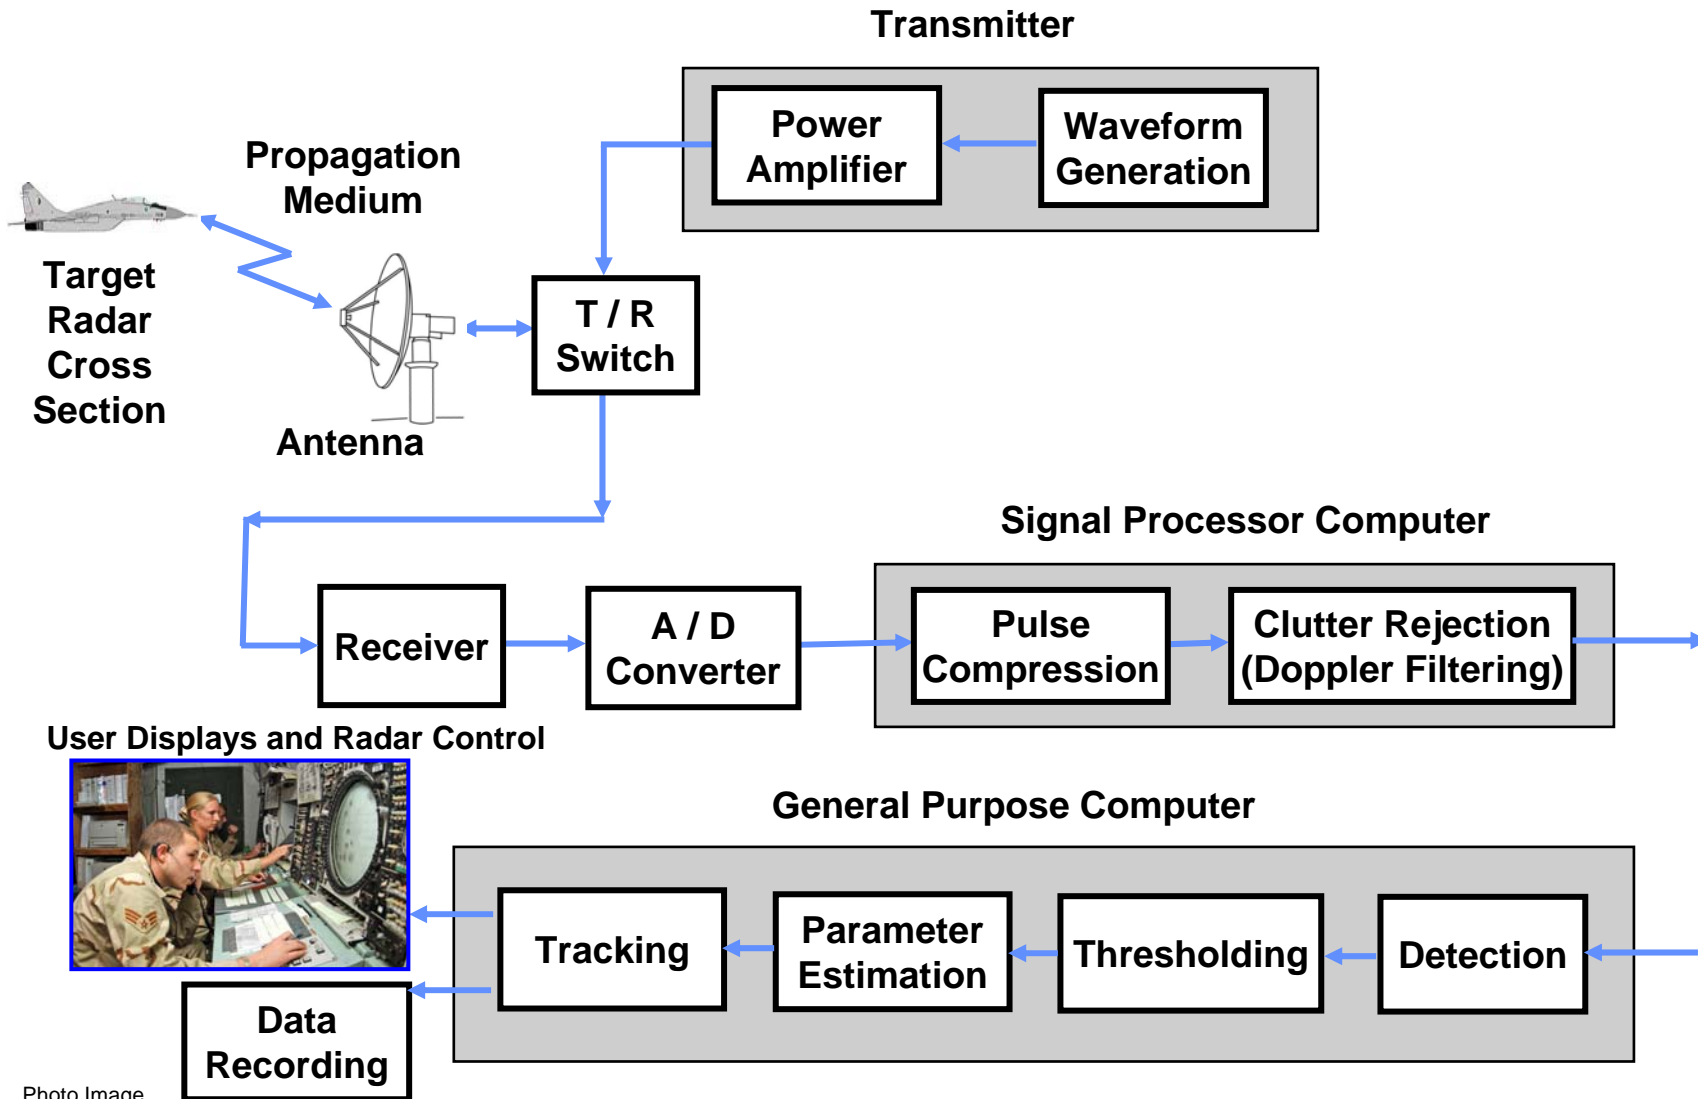 Transmitter
Power
Amplifier
Waveform
Generation
Propagation
Medium
Target
Radar
Cross
Section
Antenna
T / R
Switch
Signal Processor Computer
Receiver
A / D
Converter
Pulse
Compression
Clutter Rejection
(Doppler Filtering)
User Displays and Radar Control
General Purpose Computer
Tracking
Parameter
Estimation
Thresholding
Detection
Data
Recording
Photo Image